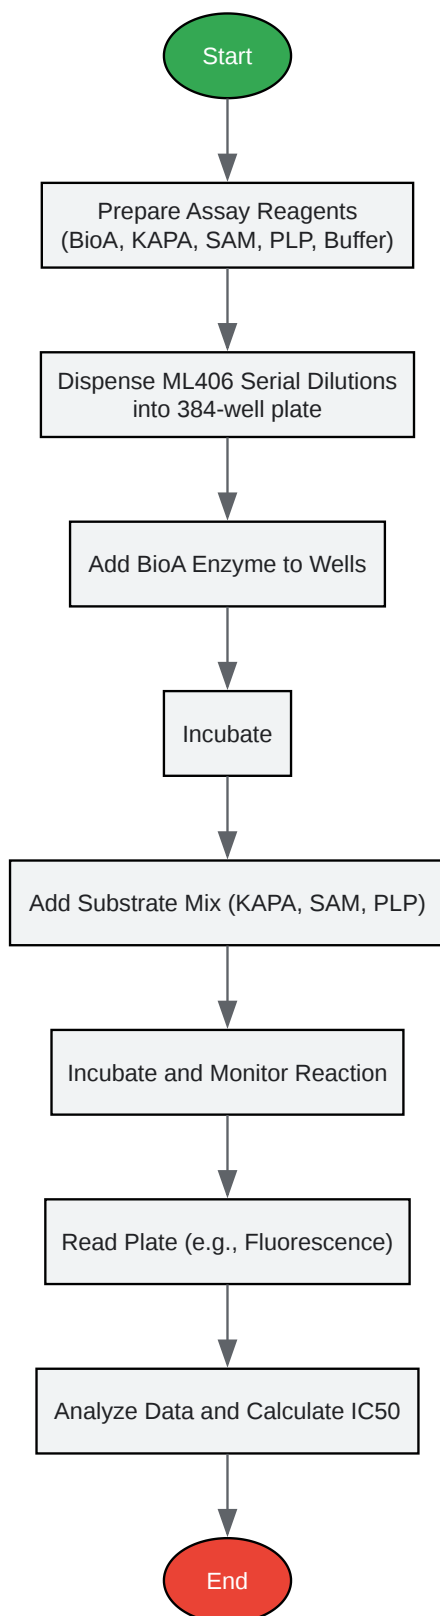 Start
Prepare Assay Reagents
(BioA, KAPA, SAM, PLP, Buffer)
Dispense ML406 Serial Dilutions
into 384-well plate
Add BioA Enzyme to Wells
Incubate
Add Substrate Mix (KAPA, SAM, PLP)
Incubate and Monitor Reaction
Read Plate (e.g., Fluorescence)
Analyze Data and Calculate IC50
End